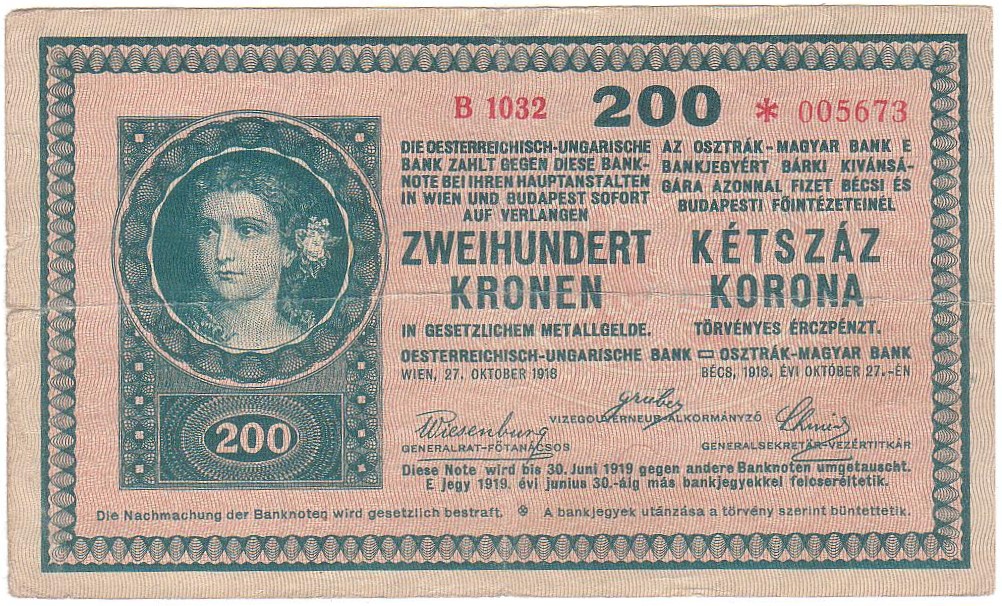 B 1032 200 * 005673
DIE OESTERREICHISCH-UNGARISCHE
BANK ZAHLT GEGEN DIESE BANK-
NOTE BEI IHREN HAUPTANSTALTEN
IN WIEN UND BUDAPEST SOFORT
AUF VERLANGEN
ZWEIHUNDERT
KRONEN
IN GESETZLICHEM METALLGELDE.
AZ OSZTRÁK-MAGYAR BANK E
BANKJEGYÉRT BÁRKI KIVÁNSÁ-
GÁRA AZONNAL FIZET BÉCSI ÉS
BUDAPESTI FŐINTÉZETEINÉL
KÉTSZÁZ
KORONA
TÖRVÉNYES ÉRCZPÉNZT.
OESTERREICHISCH-UNGARISCHE BANK = OSZTRÁK-MAGYAR BANK
WIEN, 27. OKTOBER 1918
BÉCS, 1918. ÉVI OKTÓBER 27.-ÉN
Gruber
VIZEGOUVERNEUR-ALKORMÁNYZÓ
Wiesenburg
GENERALRAT-FŐTANÁCSOS
Schmid
GENERALSEKRETÄR-VEZÉRTITKÁR
200
Diese Note wird bis 30. Juni 1919 gegen andere Banknoten umgetauscht.
E jegy 1919. évi junius 30.-áig más bankjegyekkel felcseréltetik.
Die Nachmachung der Banknoten wird gesetzlich bestraft. ※ A bankjegyek utánzása a törvény szerint büntettetik.